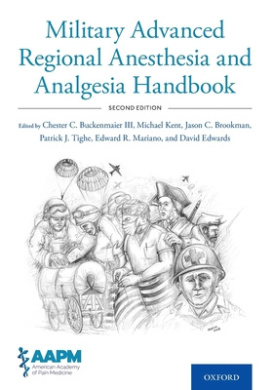 Military Advanced
Regional Anesthesia and
Analgesia Handbook
SECOND EDITION
Edited by Chester C. Buckenmaier III, Michael Kent, Jason C. Brookman,
Patrick J. Tighe, Edward R. Mariano, and David Edwards
AAPM
American Academy
of Pain Medicine
OXFORD